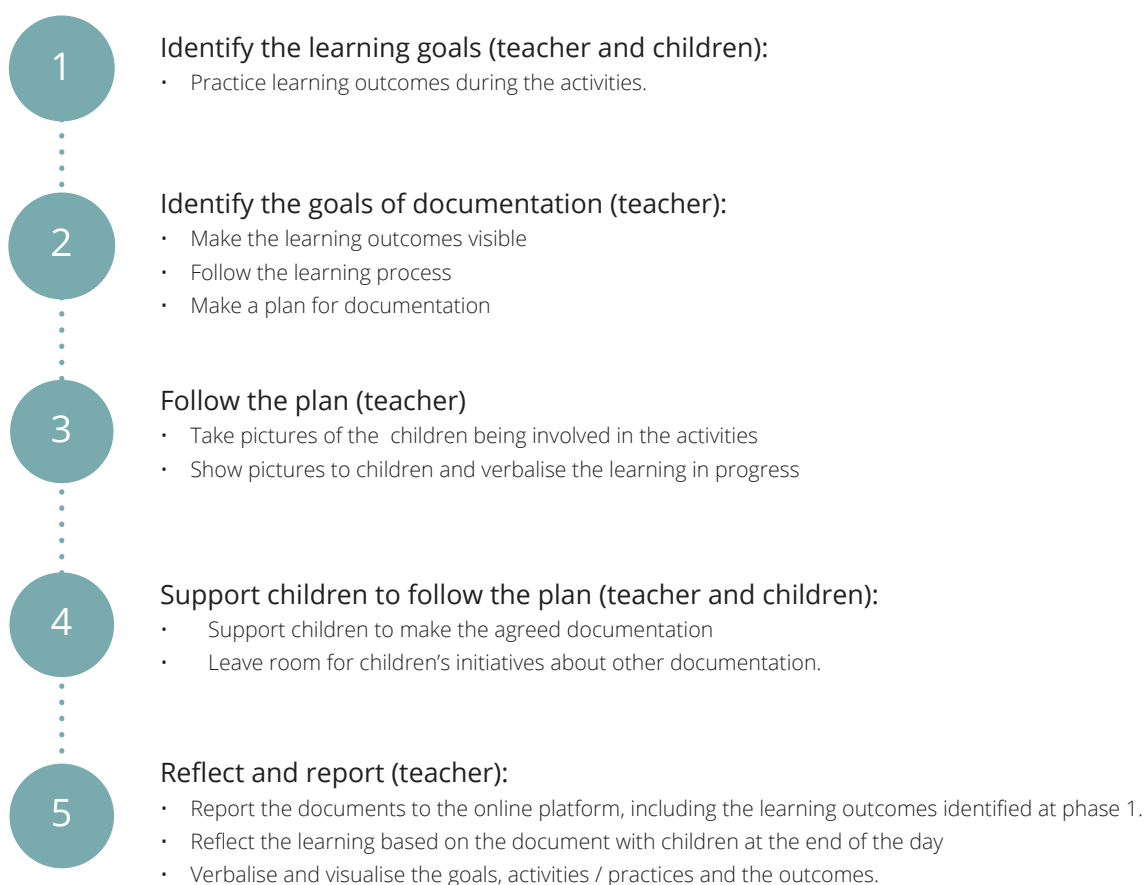 1
Identify the learning goals (teacher and children):
• Practice learning outcomes during the activities.
2
Identify the goals of documentation (teacher):
• Make the learning outcomes visible
• Follow the learning process
• Make a plan for documentation
3
Follow the plan (teacher)
• Take pictures of the  children being involved in the activities
• Show pictures to children and verbalise the learning in progress
4
Support children to follow the plan (teacher and children):
• Support children to make the agreed documentation
• Leave room for children’s initiatives about other documentation.
5
Reflect and report (teacher):
• Report the documents to the online platform, including the learning outcomes identified at phase 1.
• Reflect the learning based on the document with children at the end of the day
• Verbalise and visualise the goals, activities / practices and the outcomes.